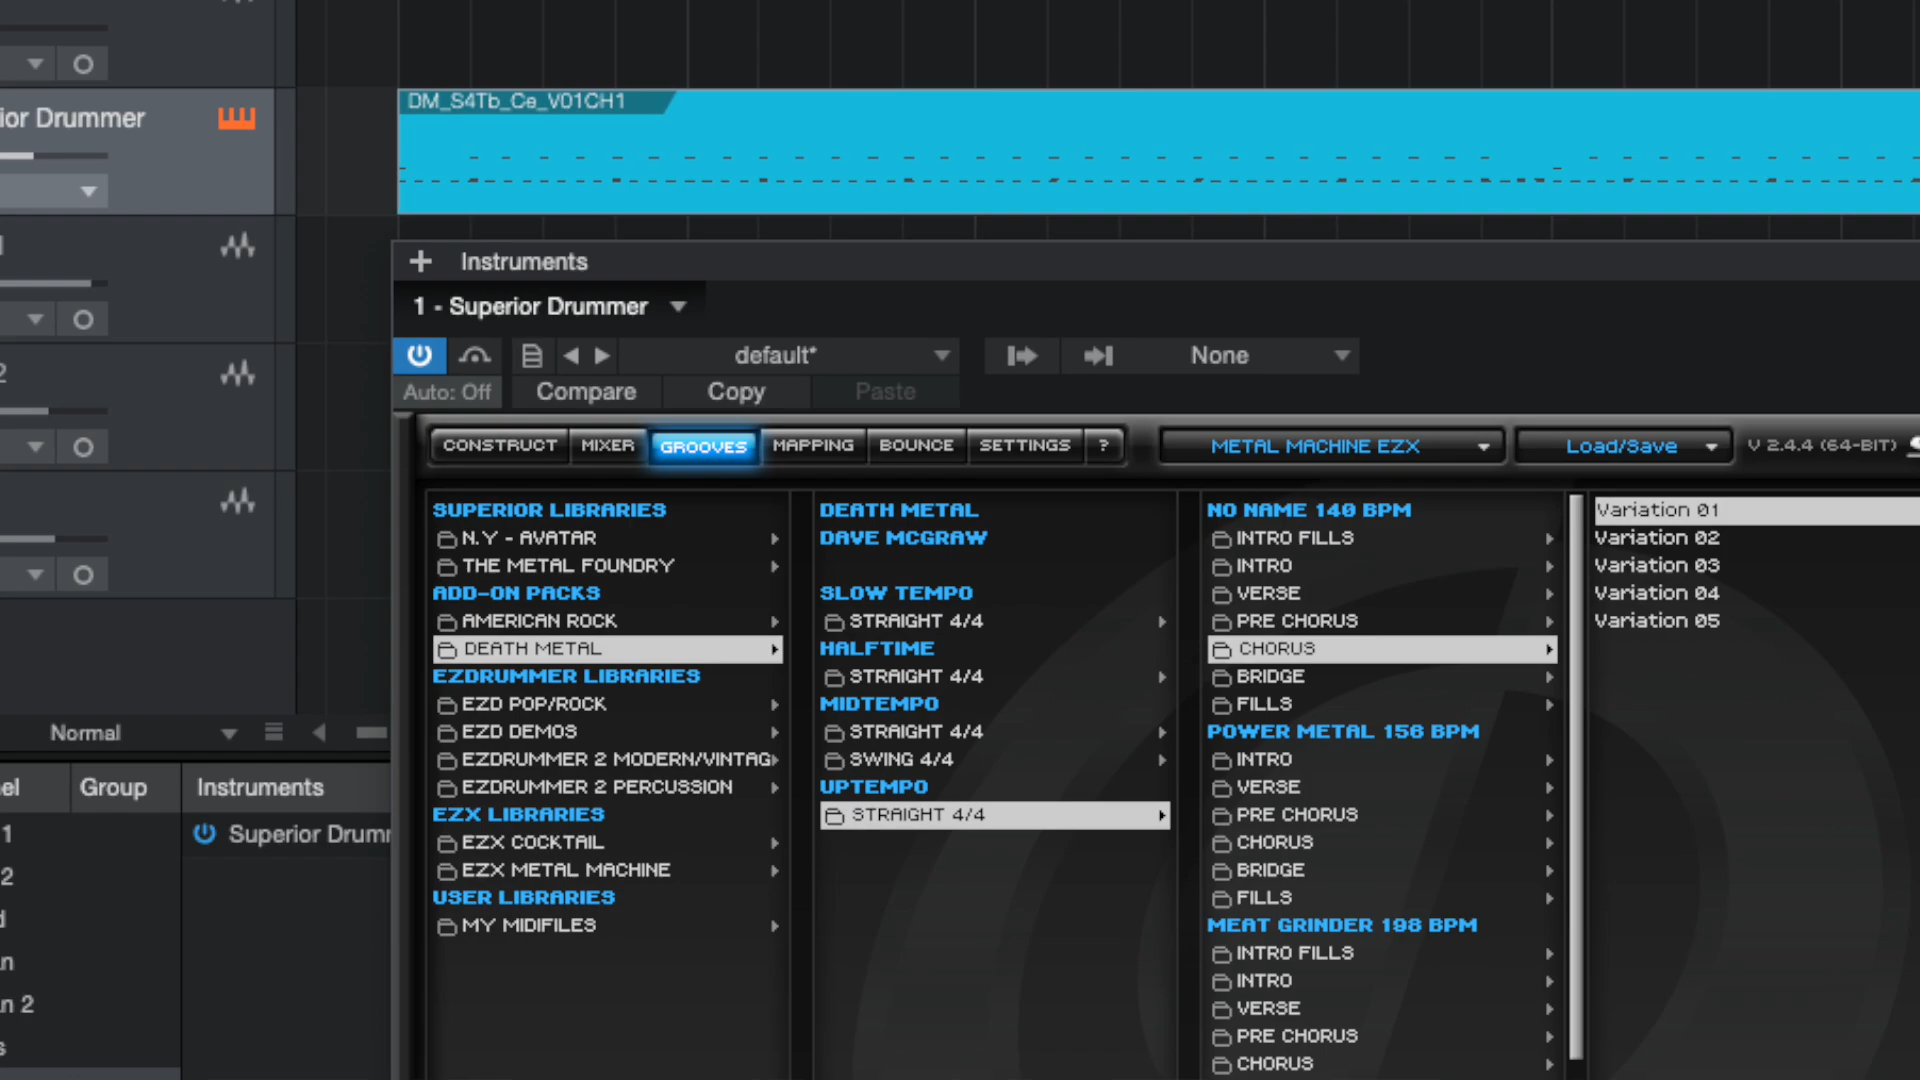 ior Drummer
DM_S4Tb_Ce_V01CH1
1
2
Instruments
1 - Superior Drummer
default*
None
Auto: Off
Compare
Copy
Paste
CONSTRUCT
MIXER
GROOVES
MAPPING
BOUNCE
SETTINGS
?
METAL MACHINE EZX
Load/Save
V 2.4.4 (64-BIT)
SUPERIOR LIBRARIES
N.Y - AVATAR
THE METAL FOUNDRY
ADD-ON PACKS
AMERICAN ROCK
DEATH METAL
EZDRUMMER LIBRARIES
EZD POP/ROCK
EZD DEMOS
EZDRUMMER 2 MODERN/VINTAG
EZDRUMMER 2 PERCUSSION
EZX LIBRARIES
EZX COCKTAIL
EZX METAL MACHINE
USER LIBRARIES
MY MIDIFILES
DEATH METAL
DAVE MCGRAW
SLOW TEMPO
STRAIGHT 4/4
HALFTIME
STRAIGHT 4/4
MIDTEMPO
STRAIGHT 4/4
SWING 4/4
UPTEMPO
STRAIGHT 4/4
NO NAME 140 BPM
INTRO FILLS
INTRO
VERSE
PRE CHORUS
CHORUS
BRIDGE
FILLS
POWER METAL 156 BPM
INTRO
VERSE
PRE CHORUS
CHORUS
BRIDGE
FILLS
MEAT GRINDER 198 BPM
INTRO FILLS
INTRO
VERSE
PRE CHORUS
CHORUS
Variation 01
Variation 02
Variation 03
Variation 04
Variation 05
Normal
el
Group
Instruments
1
Superior Drum
2
d
n
n 2
s